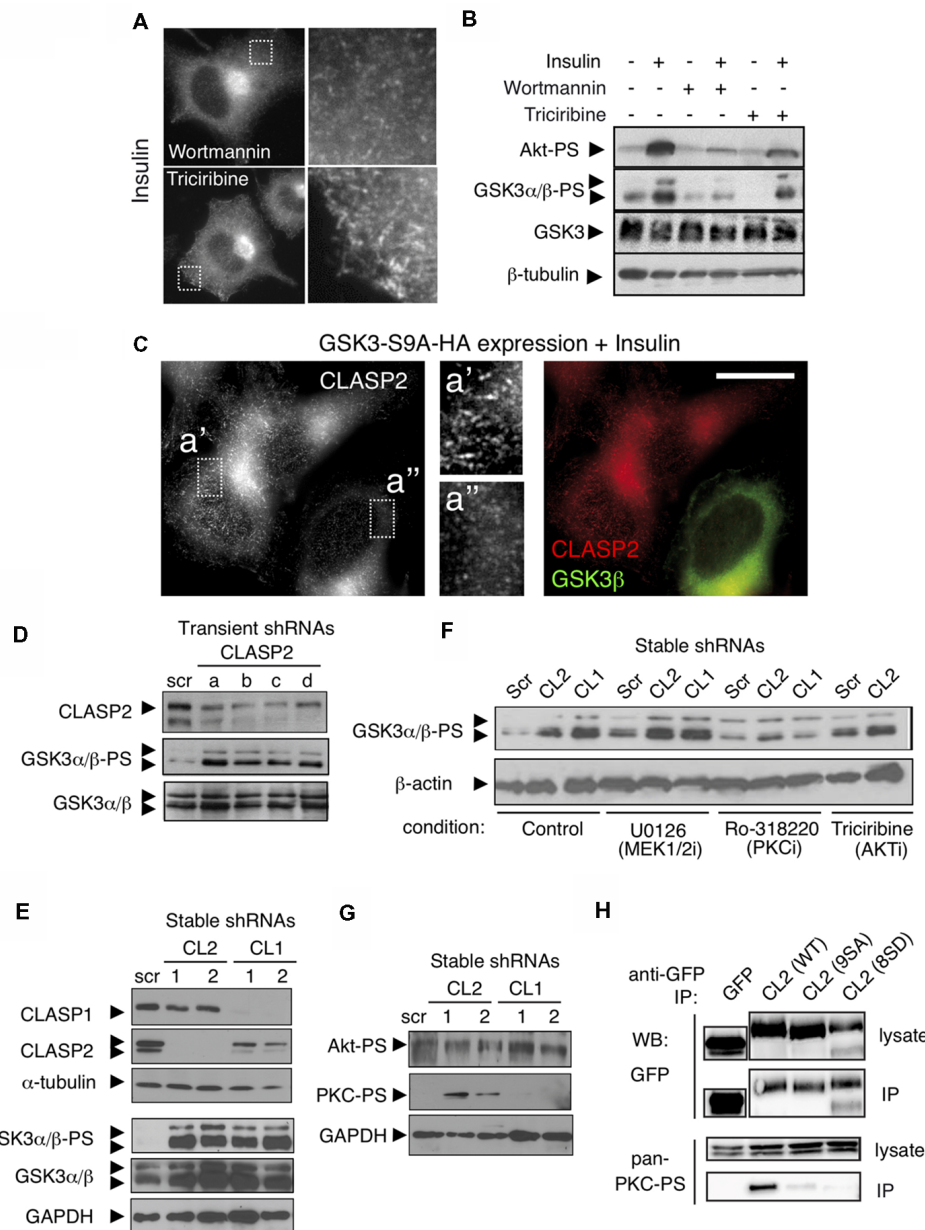 A
Insulin
Wortmannin
Triciribine
B
Insulin - + - + - +
Wortmannin - - + + - -
Triciribine - - - - + +
Akt-PS
GSK3α/β-PS
GSK3
β-tubulin
C
GSK3-S9A-HA expression + Insulin
CLASP2
a'
a''
a'
a''
CLASP2
GSK3β
D
Transient shRNAs
CLASP2
scr a b c d
CLASP2
GSK3α/β-PS
GSK3α/β
F
Stable shRNAs
Scr CL2 CL1 Scr CL2 CL1 Scr CL2 CL1 Scr CL2
GSK3α/β-PS
β-actin
condition: Control U0126 Ro-318220 Triciribine
(MEK1/2i) (PKCi) (AKTi)
E
Stable shRNAs
CL2 CL1
scr 1 2 1 2
CLASP1
CLASP2
α-tubulin
SK3α/β-PS
GSK3α/β
GAPDH
G
Stable shRNAs
CL2 CL1
scr 1 2 1 2
Akt-PS
PKC-PS
GAPDH
H
anti-GFP
IP:
GFP CL2 (WT) CL2 (9SA) CL2 (8SD)
WB:
GFP
lysate
IP
pan-
PKC-PS
lysate
IP